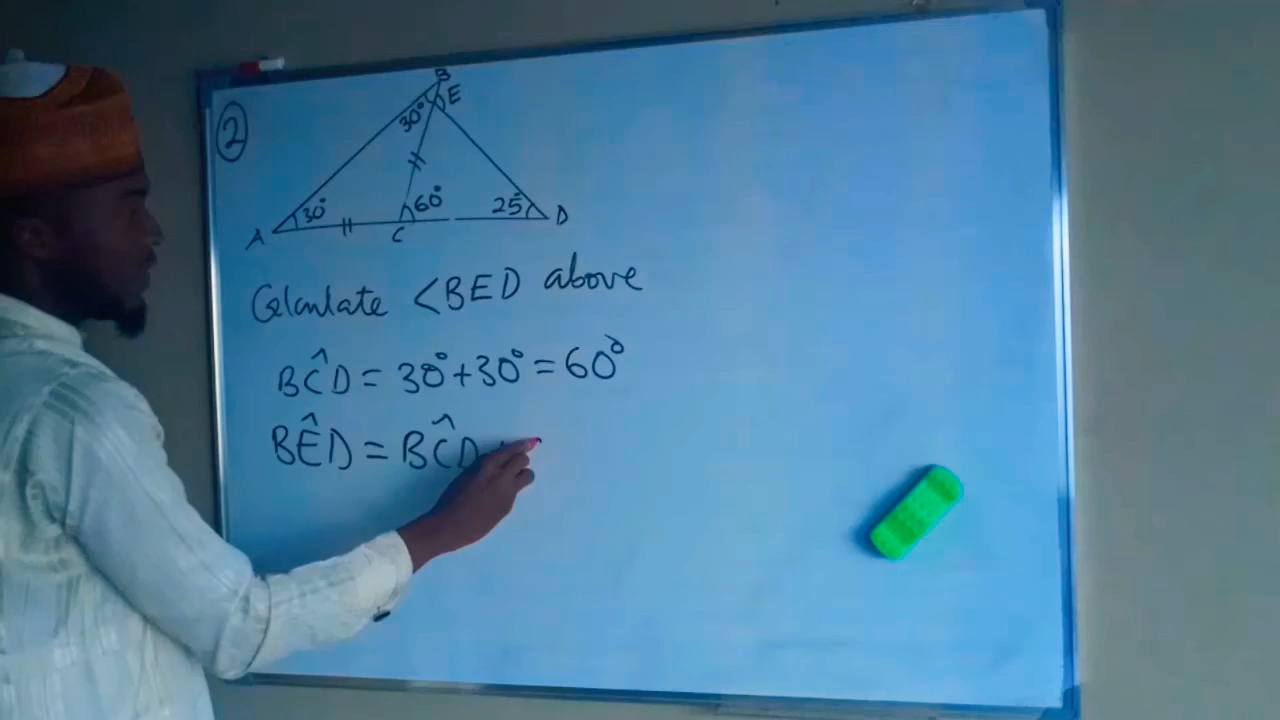 2
B
30° E
30° 60° 25°
A C D
Calculate <BED above
BĈD = 30° + 30° = 60°
BÊD = BĈD